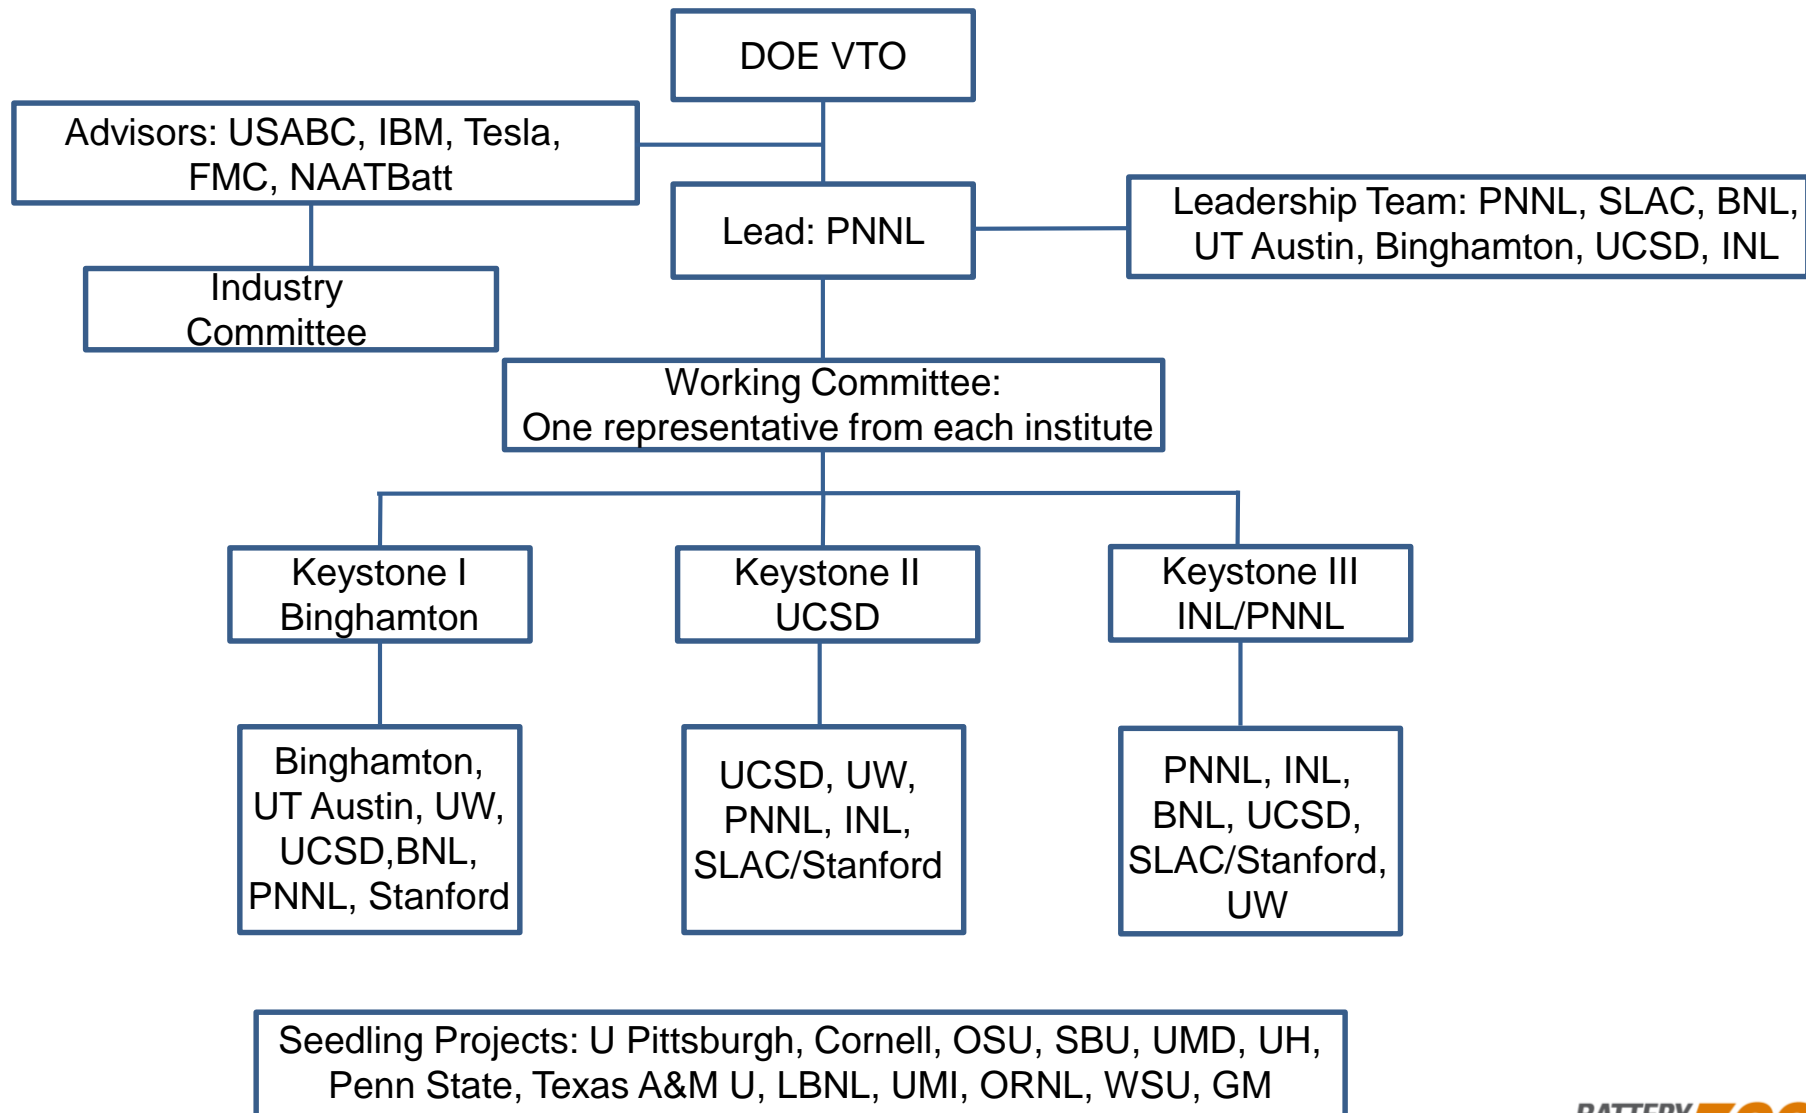 DOE VTO
Advisors: USABC, IBM, Tesla,
FMC, NAATBatt
Lead: PNNL
Leadership Team: PNNL, SLAC, BNL,
UT Austin, Binghamton, UCSD, INL
Industry
Committee
Working Committee:
One representative from each institute
Keystone I
Binghamton
Keystone II
UCSD
Keystone III
INL/PNNL
Binghamton,
UT Austin, UW,
UCSD,BNL,
PNNL, Stanford
UCSD, UW,
PNNL, INL,
SLAC/Stanford
PNNL, INL,
BNL, UCSD,
SLAC/Stanford,
UW
Seedling Projects: U Pittsburgh, Cornell, OSU, SBU, UMD, UH,
Penn State, Texas A&M U, LBNL, UMI, ORNL, WSU, GM
BATTERY